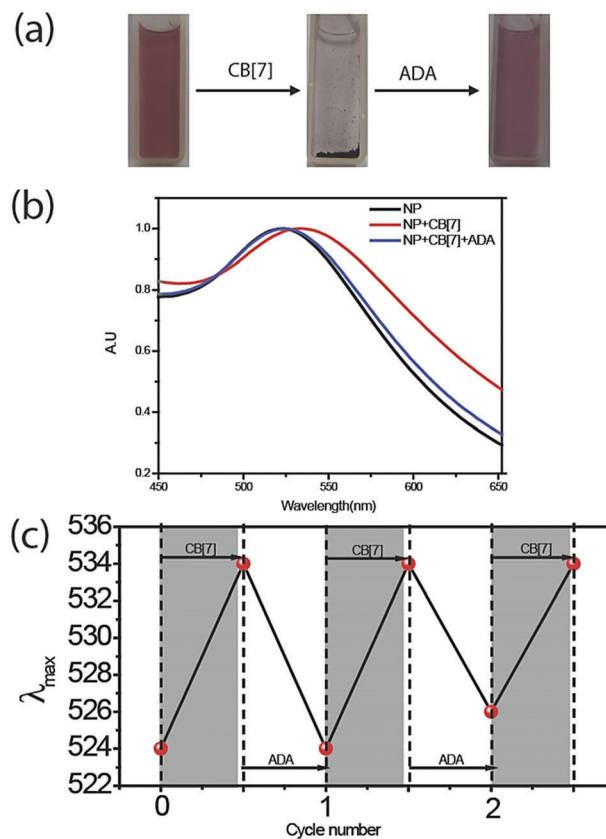 (a)
CB[7]
ADA
(b)
NP
NP+CB[7]
NP+CB[7]+ADA
1.0
0.8
0.6
0.4
0.2
A.U
450
500
550
600
650
Wavelength(nm)
(c)
536
534
532
530
528
526
524
522
λmax
CB[7]
CB[7]
CB[7]
ADA
ADA
0
1
2
Cycle number